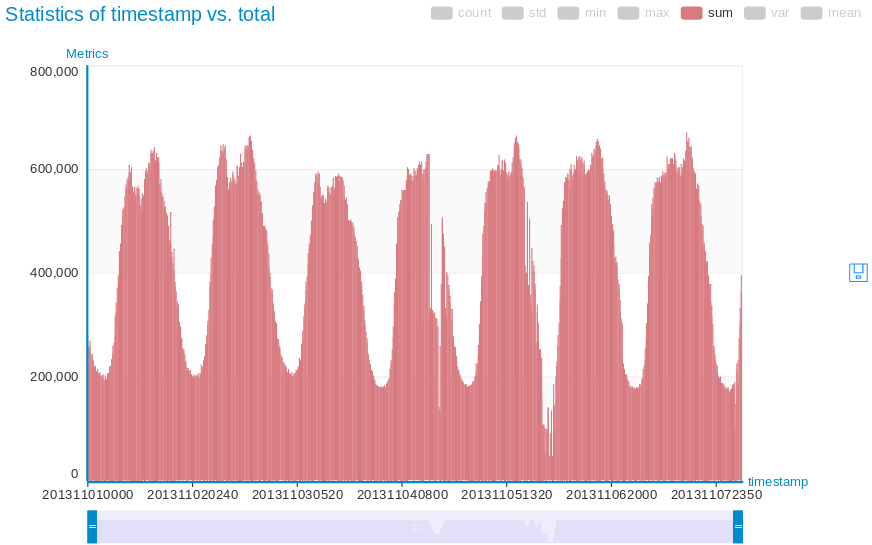 Statistics of timestamp vs. total
count std min max sum var mean
Metrics
800,000
600,000
400,000
200,000
0
201311010000 201311020240 201311030520 201311040800 201311051320 201311062000 201311072350
timestamp